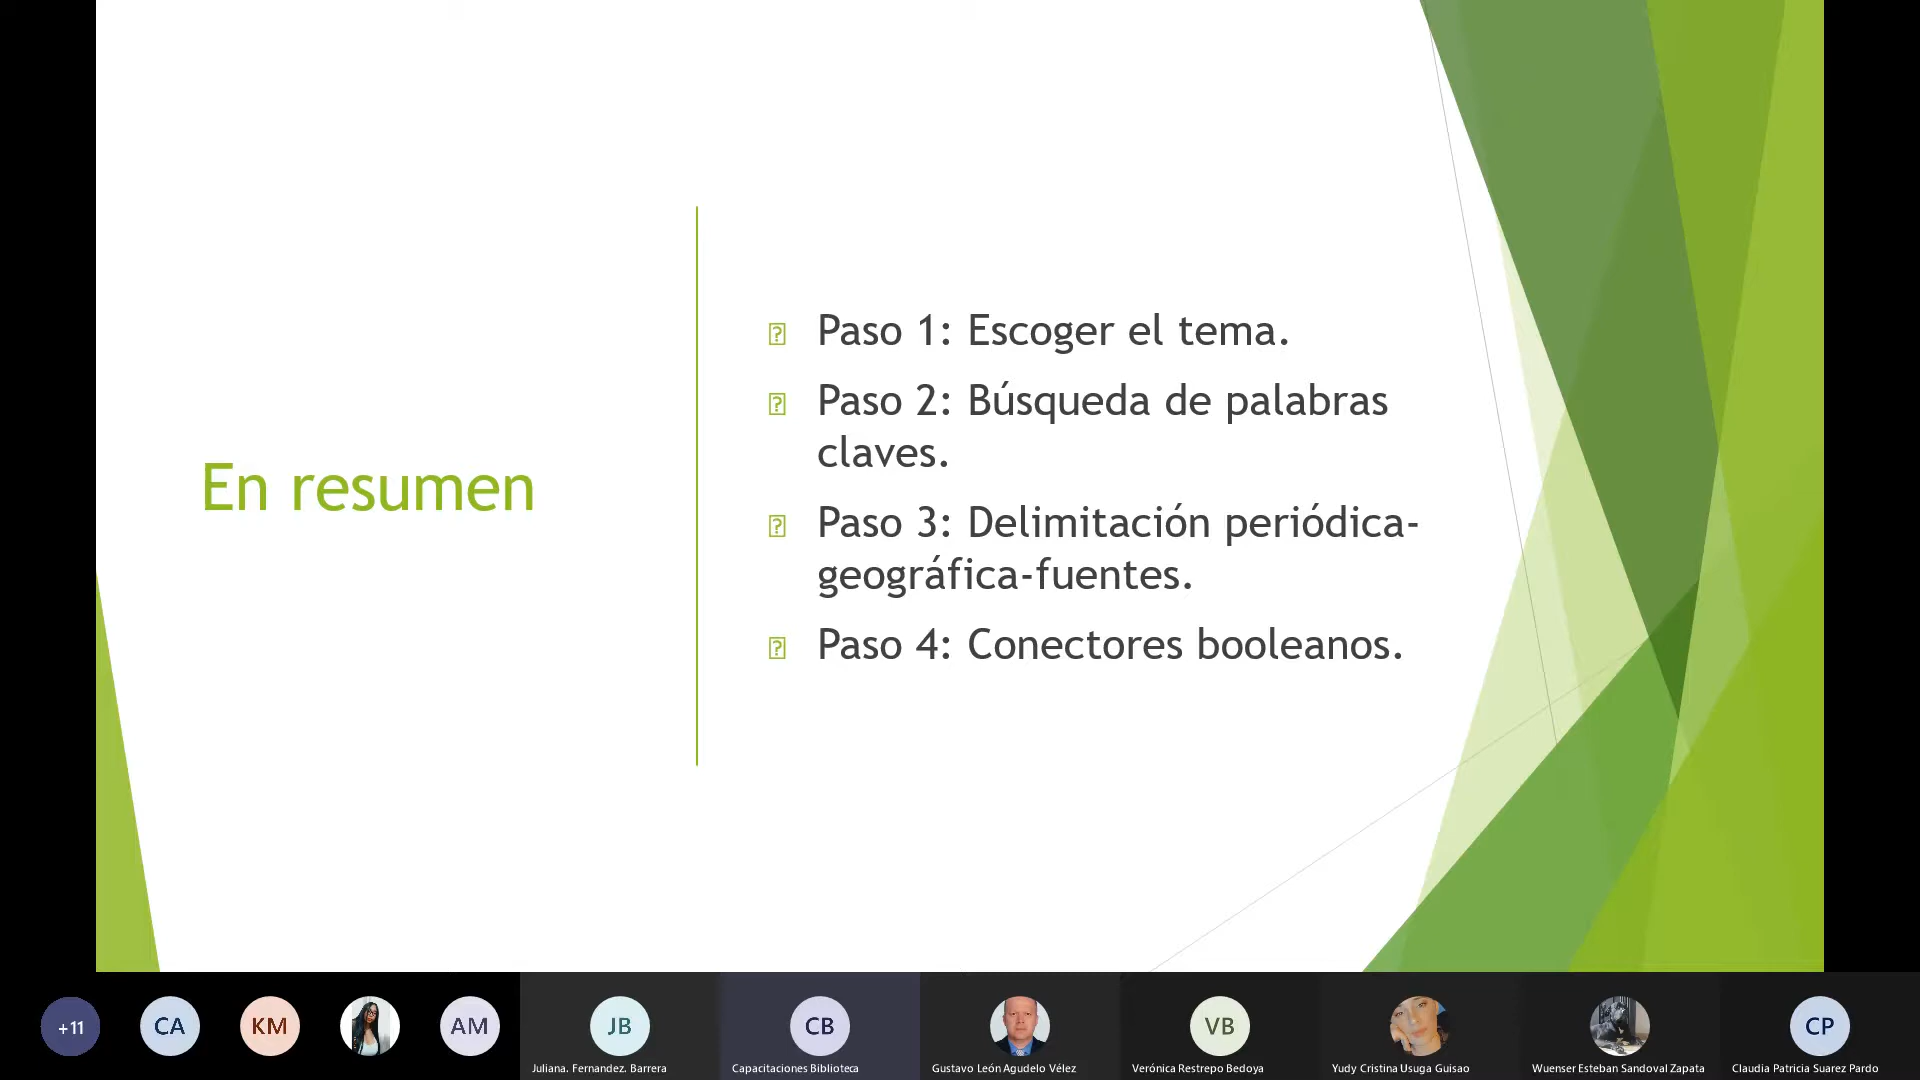 En resumen
Paso 1: Escoger el tema.
Paso 2: Búsqueda de palabras
claves.
Paso 3: Delimitación periódica-
geográfica-fuentes.
Paso 4: Conectores booleanos.
+11
CA
KM
AM
JB
CB
VB
CP
Juliana. Fernandez. Barrera
Capacitaciones Biblioteca
Gustavo León Agudelo Vélez
Verónica Restrepo Bedoya
Yudy Cristina Usuga Guisao
Wuenser Esteban Sandoval Zapata
Claudia Patricia Suarez Pardo